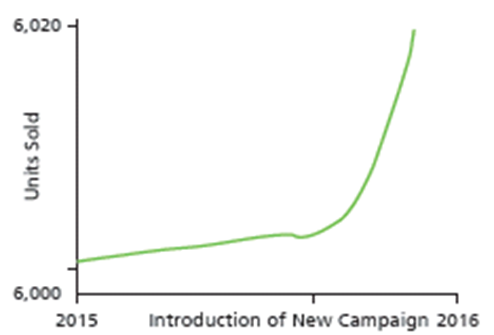 6,020
Units Sold
6,000
2015 Introduction of New Campaign 2016